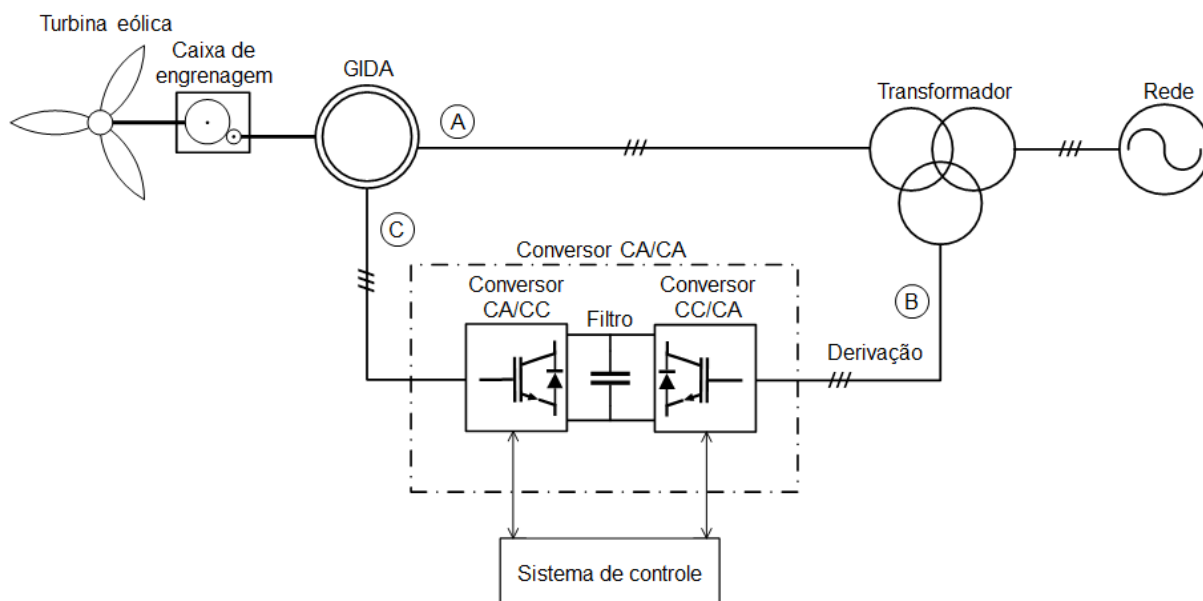 Turbina eólica
Caixa de
engrenagem
GIDA
A
Transformador
Rede
C
Conversor CA/CA
Conversor
CA/CC
Filtro
Conversor
CC/CA
B
Derivação
Sistema de controle